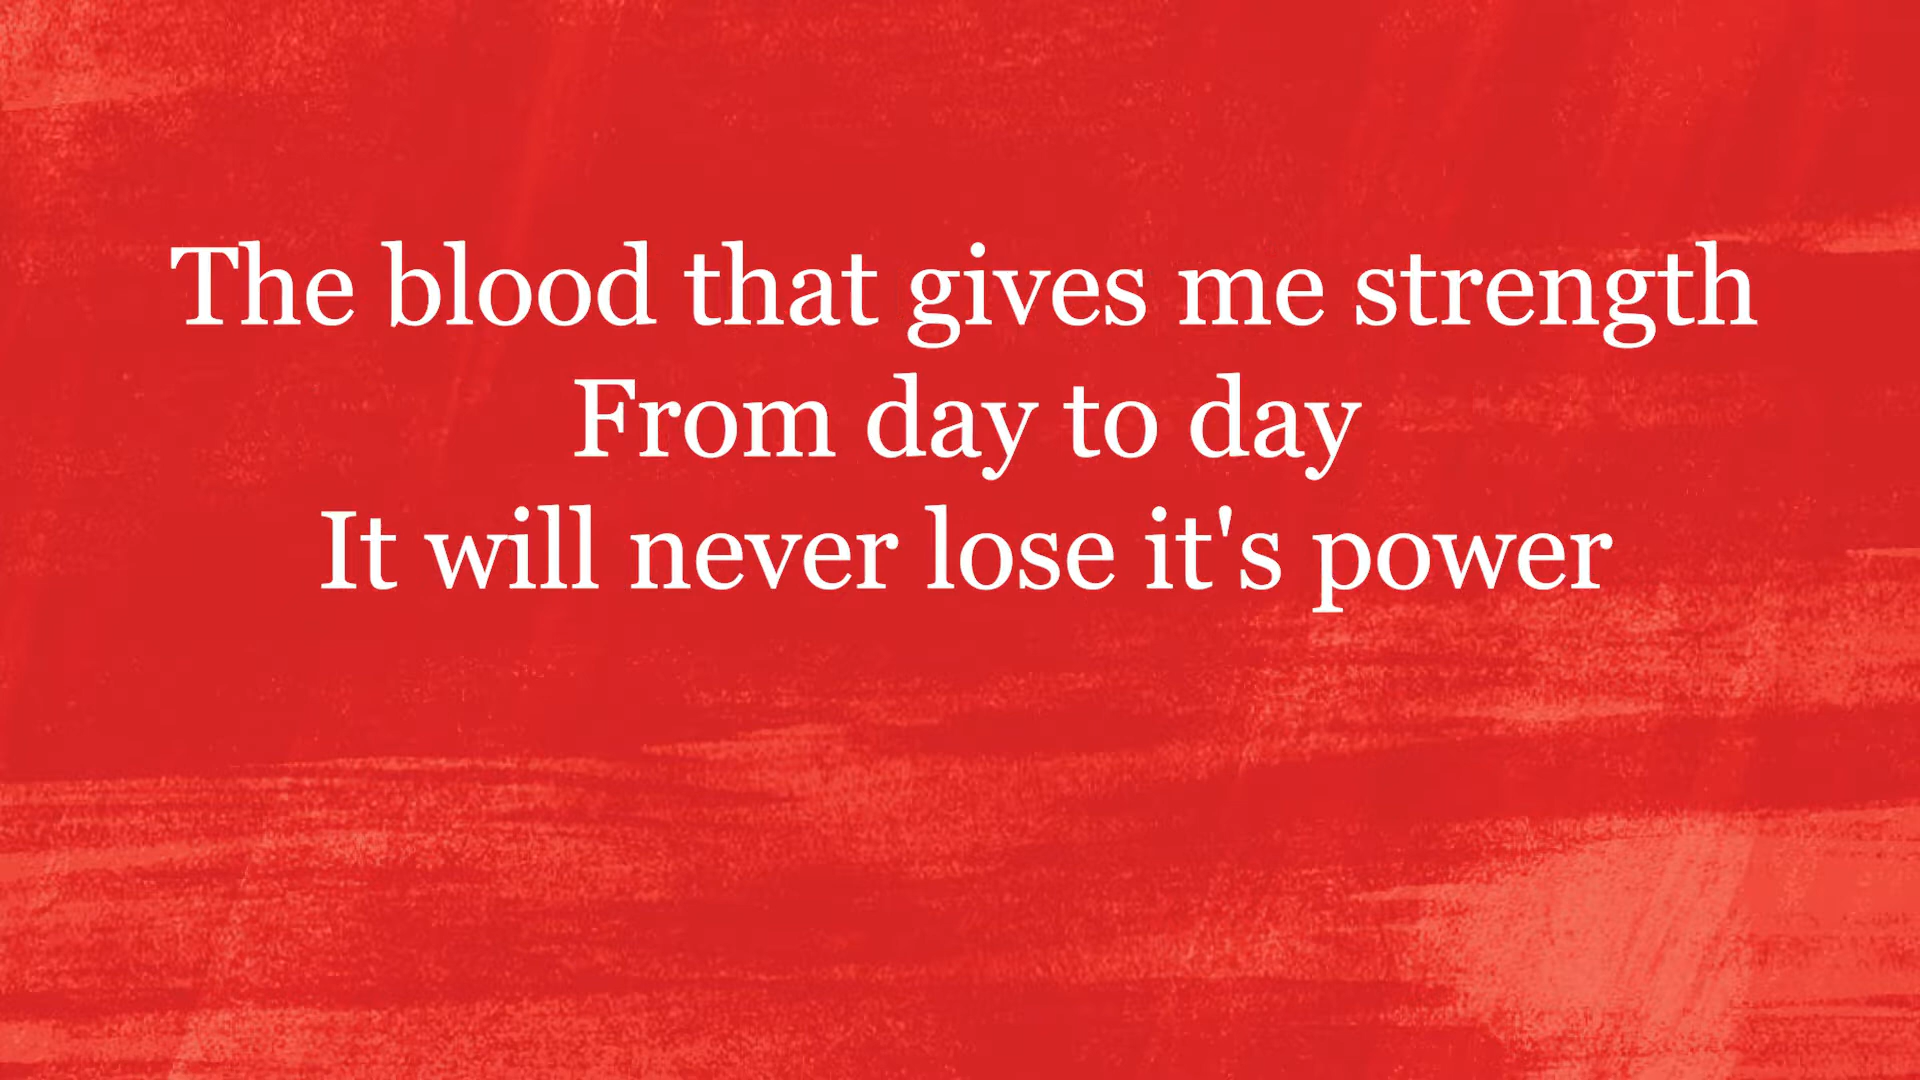 The blood that gives me strength
From day to day
It will never lose it's power